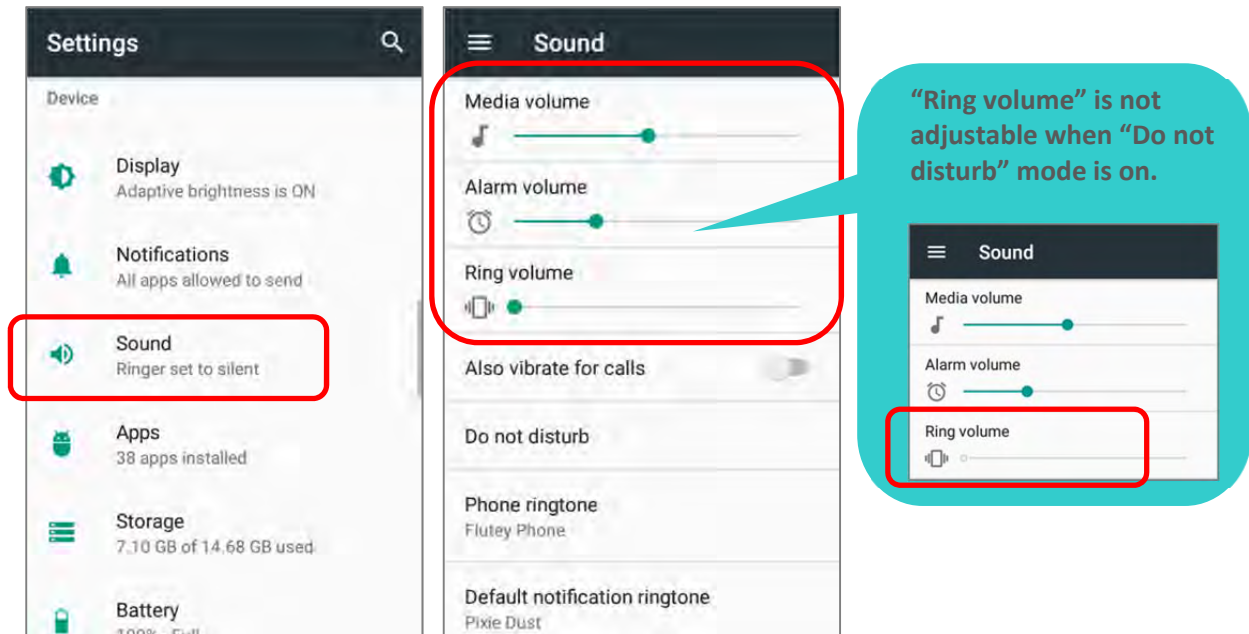 Settings
Device
Display
Adaptive brightness is ON
Notifications
All apps allowed to send
Sound
Ringer set to silent
Apps
38 apps installed
Storage
7.10 GB of 14.68 GB used
Battery
Sound
Media volume
Alarm volume
Ring volume
Also vibrate for calls
Do not disturb
Phone ringtone
Flutey Phone
Default notification ringtone
Pixie Dust
“Ring volume” is not
adjustable when “Do not
disturb” mode is on.
Sound
Media volume
Alarm volume
Ring volume